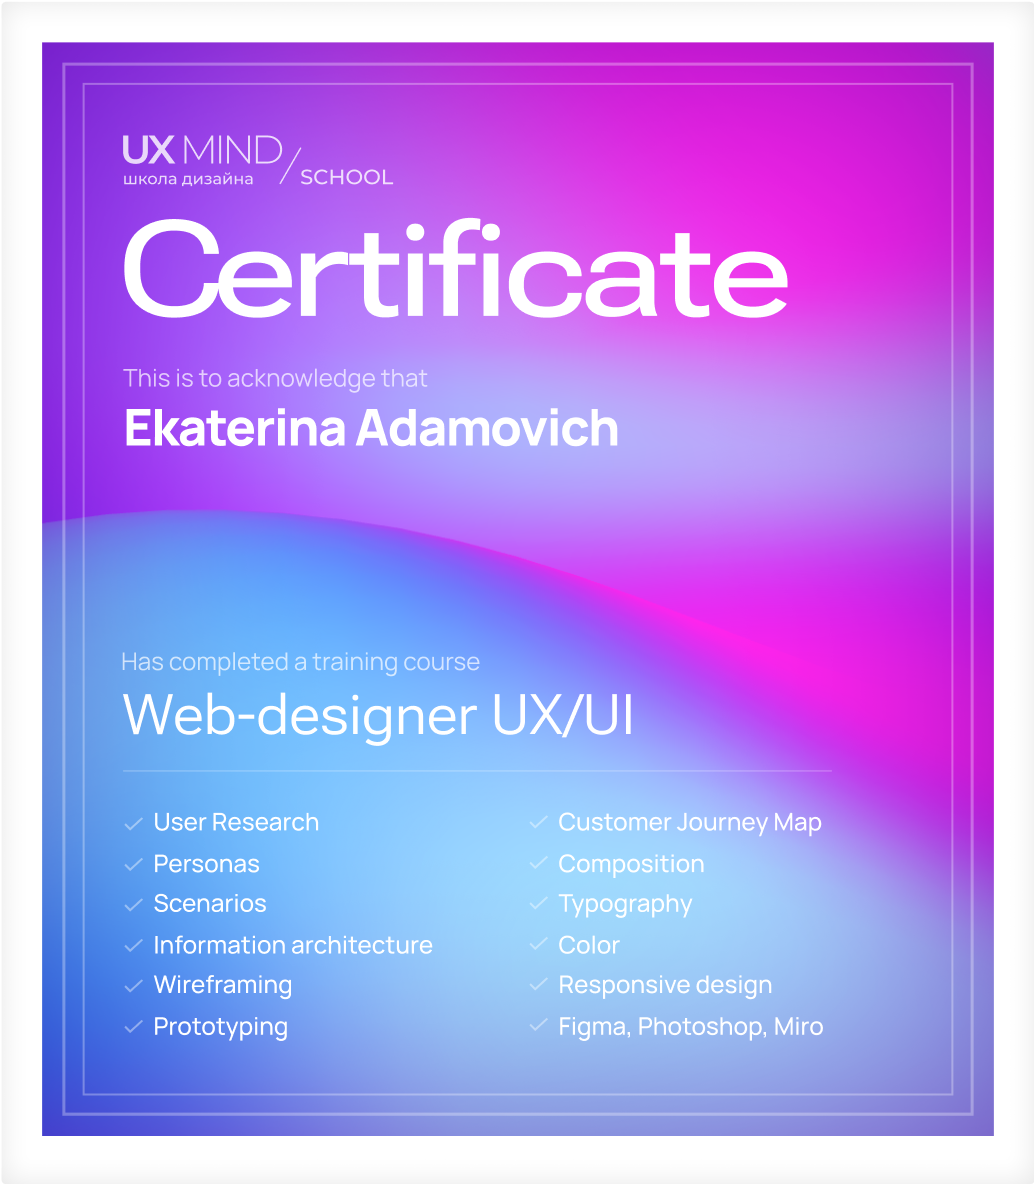 UX MIND
школа дизайна / SCHOOL
Certificate
This is to acknowledge that
Ekaterina Adamovich
Has completed a training course
Web-designer UX/UI
User Research
Personas
Scenarios
Information architecture
Wireframing
Prototyping
Customer Journey Map
Composition
Typography
Color
Responsive design
Figma, Photoshop, Miro